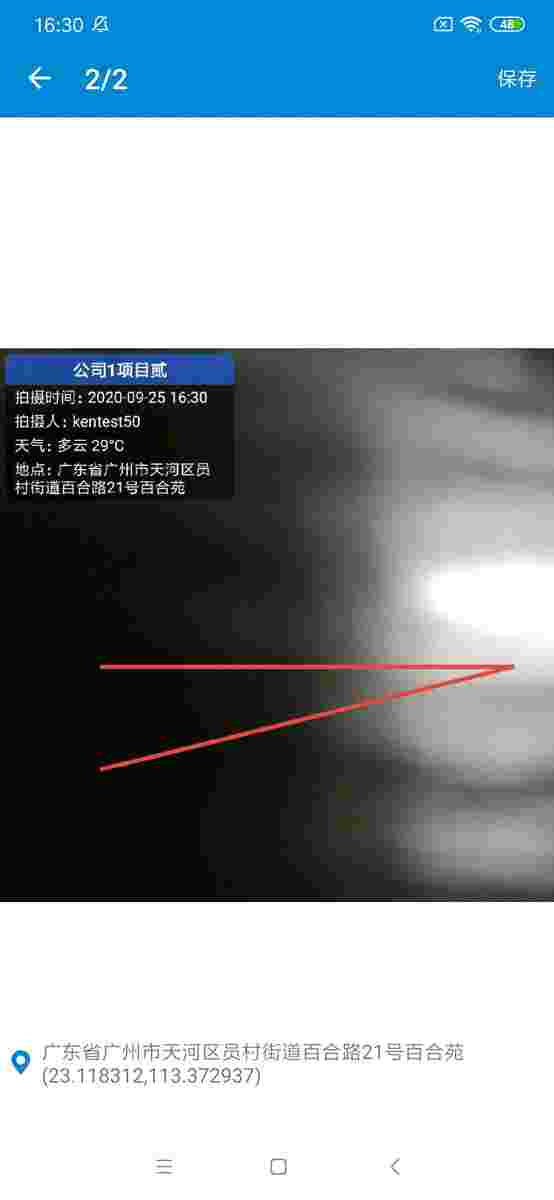 16:30
48
2/2
保存
公司1项目贰
拍摄时间: 2020-09-25 16:30
拍摄人: kentest50
天气: 多云 29°C
地点: 广东省广州市天河区员
村街道百合路21号百合苑
广东省广州市天河区员村街道百合路21号百合苑
(23.118312,113.372937)